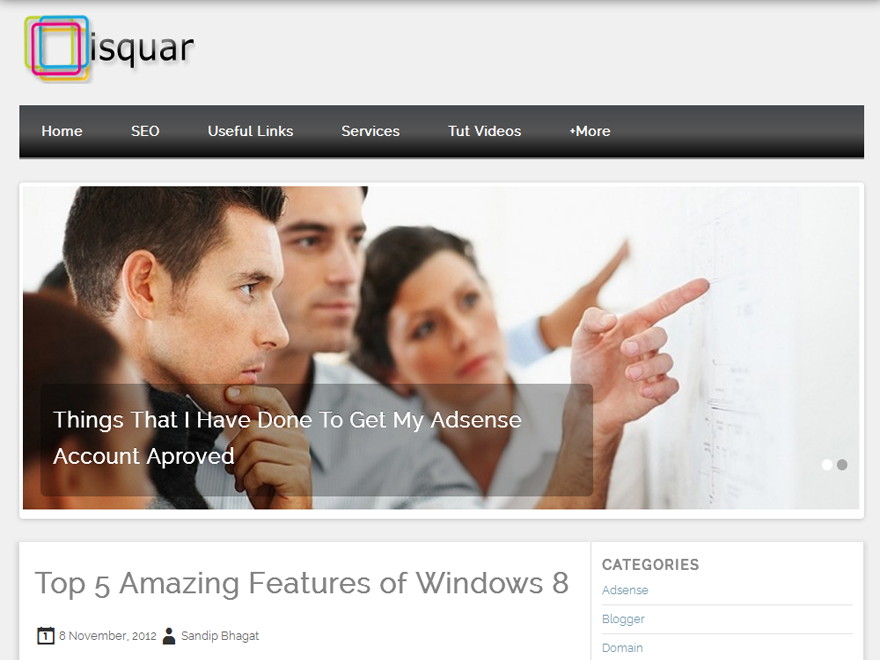 isquar
Home SEO Useful Links Services Tut Videos +More
Things That I Have Done To Get My Adsense
Account Aproved
Top 5 Amazing Features of Windows 8
1 8 November, 2012 Sandip Bhagat
CATEGORIES
Adsense
Blogger
Domain